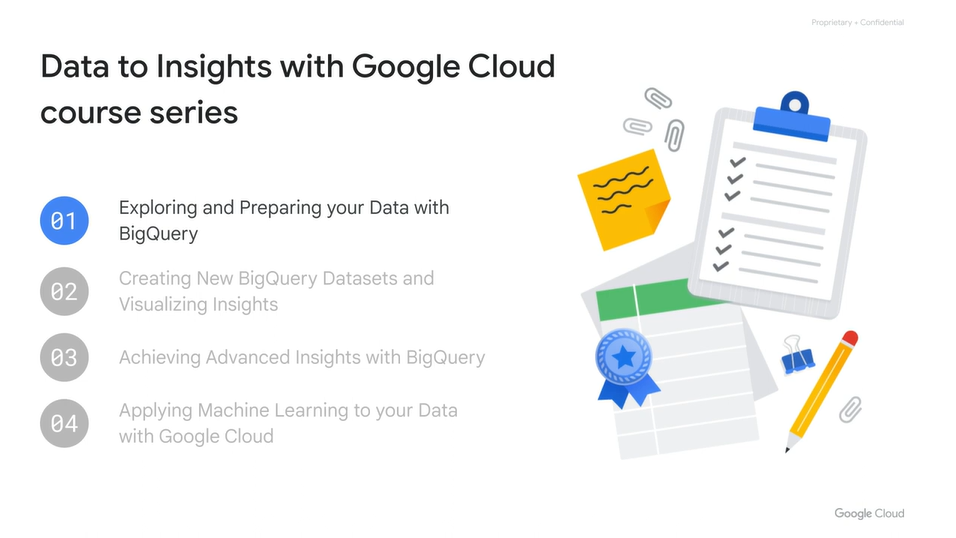 Proprietary + Confidential
Data to Insights with Google Cloud
course series
01
Exploring and Preparing your Data with
BigQuery
02
Creating New BigQuery Datasets and
Visualizing Insights
03
Achieving Advanced Insights with BigQuery
04
Applying Machine Learning to your Data
with Google Cloud
Google Cloud